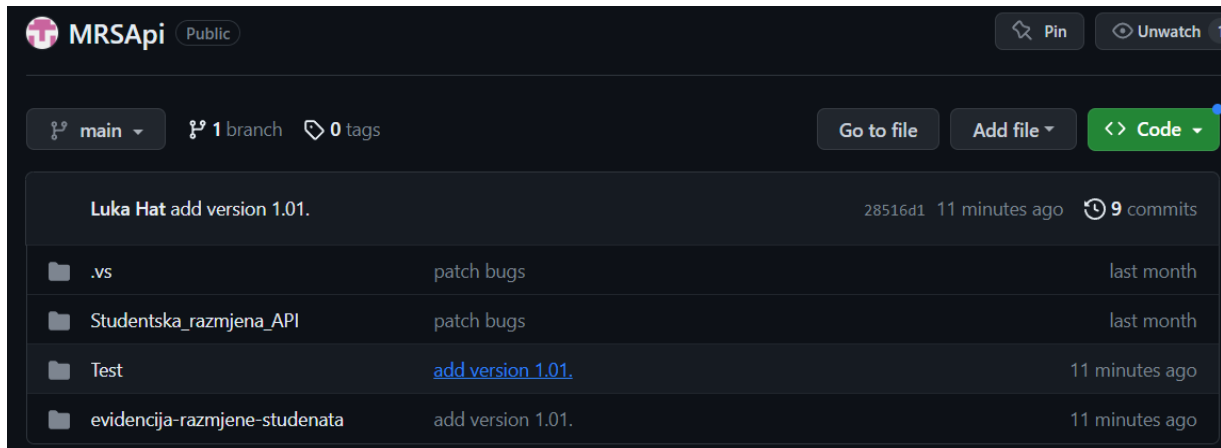 MRSApi Public Pin Unwatch
main 1 branch 0 tags Go to file Add file <> Code
Luka Hat add version 1.01. 28516d1 11 minutes ago 9 commits
.vs patch bugs last month
Studentska_razmjena_API patch bugs last month
Test add version 1.01. 11 minutes ago
evidencija-razmjene-studenata add version 1.01. 11 minutes ago